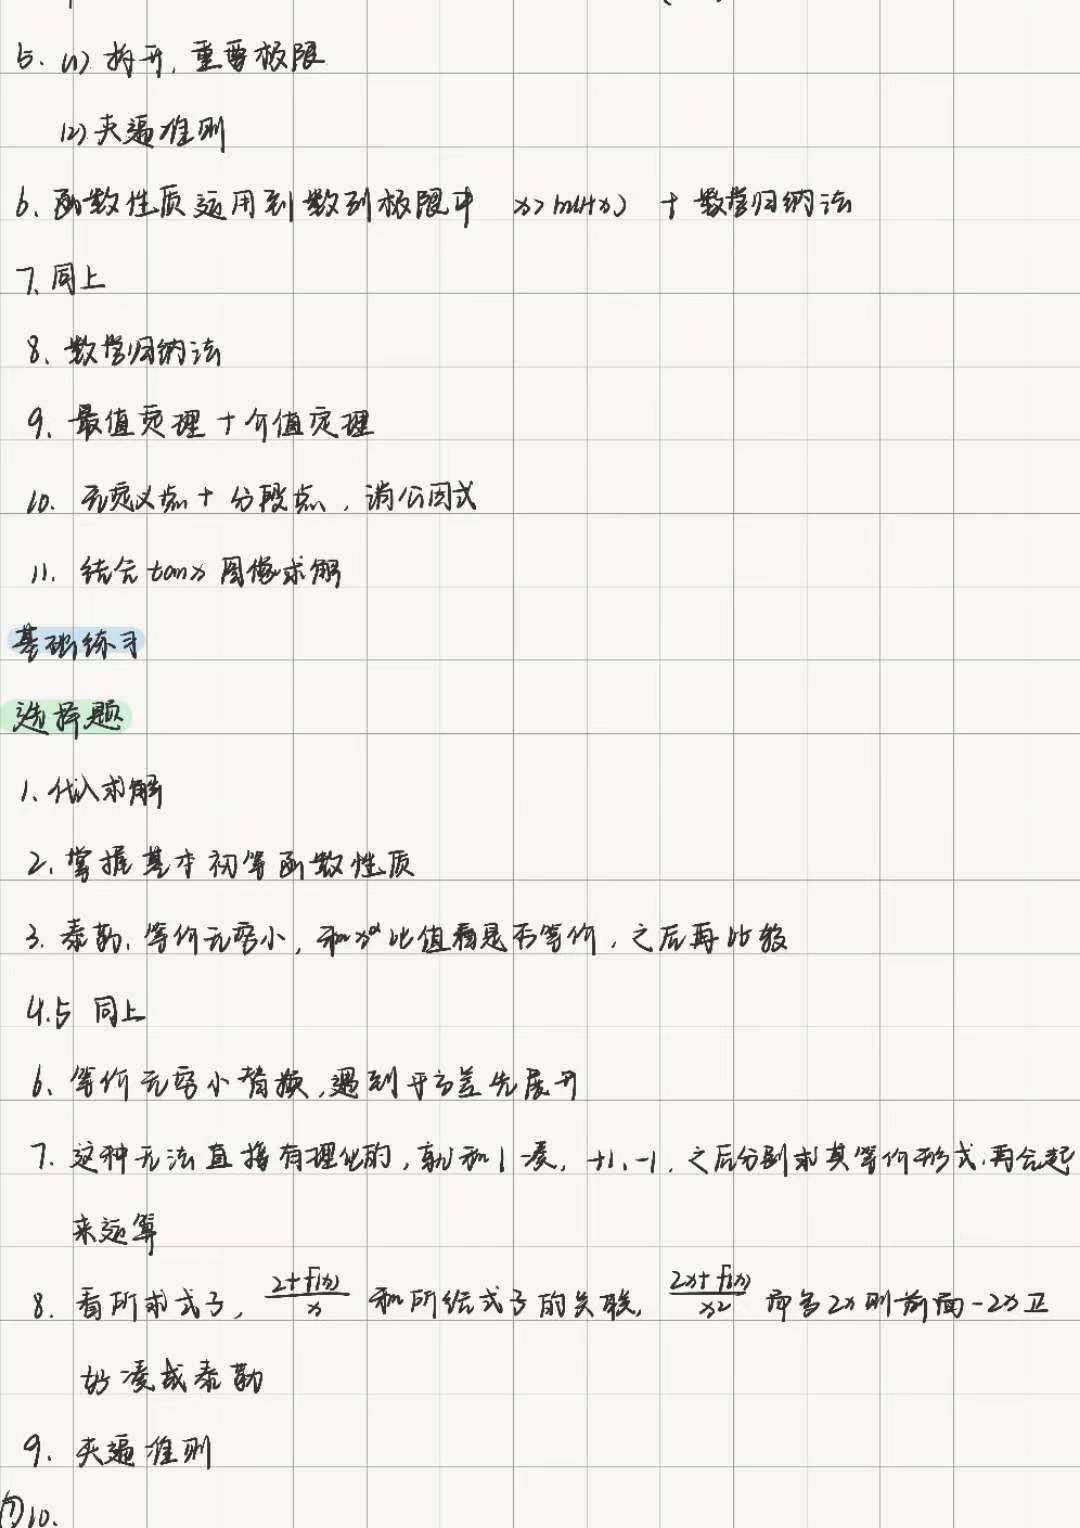 5. (1) 拆开, 重要极限
(2) 夹逼准则
6. 函数性质运用到数列极限中 x>ln(1+x) + 数学归纳法
7. 同上
8. 数学归纳法
9. 最值定理 + 介值定理
10. 无定义点 + 分段点, 消公因式
11. 结合 tanx 图像求解
基础练习
选择题
1. 代入求解
2. 掌握基本初等函数性质
3. 泰勒, 等价无穷小, 和 x^α 比值看是否等价, 之后再比较
4.5 同上
6. 等价无穷小替换, 遇到平方差先展开
7. 这种无法直接有理化的, 就和1凑, +1, -1, 之后分别求其等价形式, 再合起
来运算
8. 看所求式子, (2+f(x))/x 和所给式子的关联, (2x+f(x))/x² 即多2x则前面-2x正
好凑成泰勒
9. 夹逼准则
10.